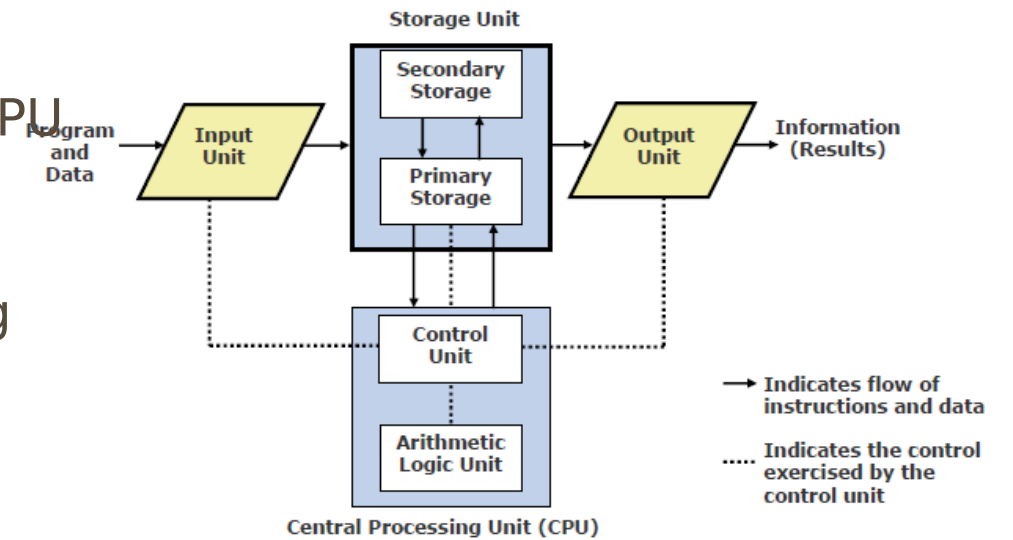 Storage Unit
Secondary
Storage
PU
Program
and
Data
Input
Unit
Primary
Storage
Output
Unit
Information
(Results)
g
Control
Unit
Arithmetic
Logic Unit
Central Processing Unit (CPU)
Indicates flow of
instructions and data
Indicates the control
exercised by the
control unit